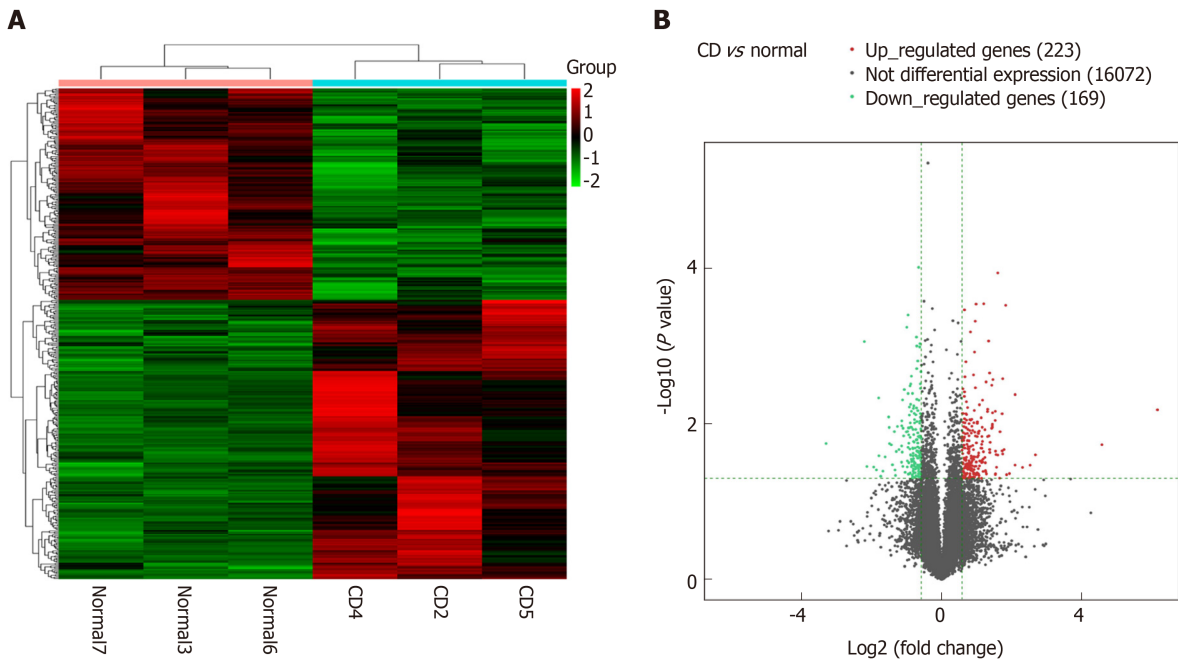 A
Group
2
1
0
-1
-2
Normal7
Normal3
Normal6
CD4
CD2
CD5
B
CD vs normal
Up_regulated genes (223)
Not differential expression (16072)
Down_regulated genes (169)
-Log10 (P value)
4
2
0
-4
0
4
Log2 (fold change)